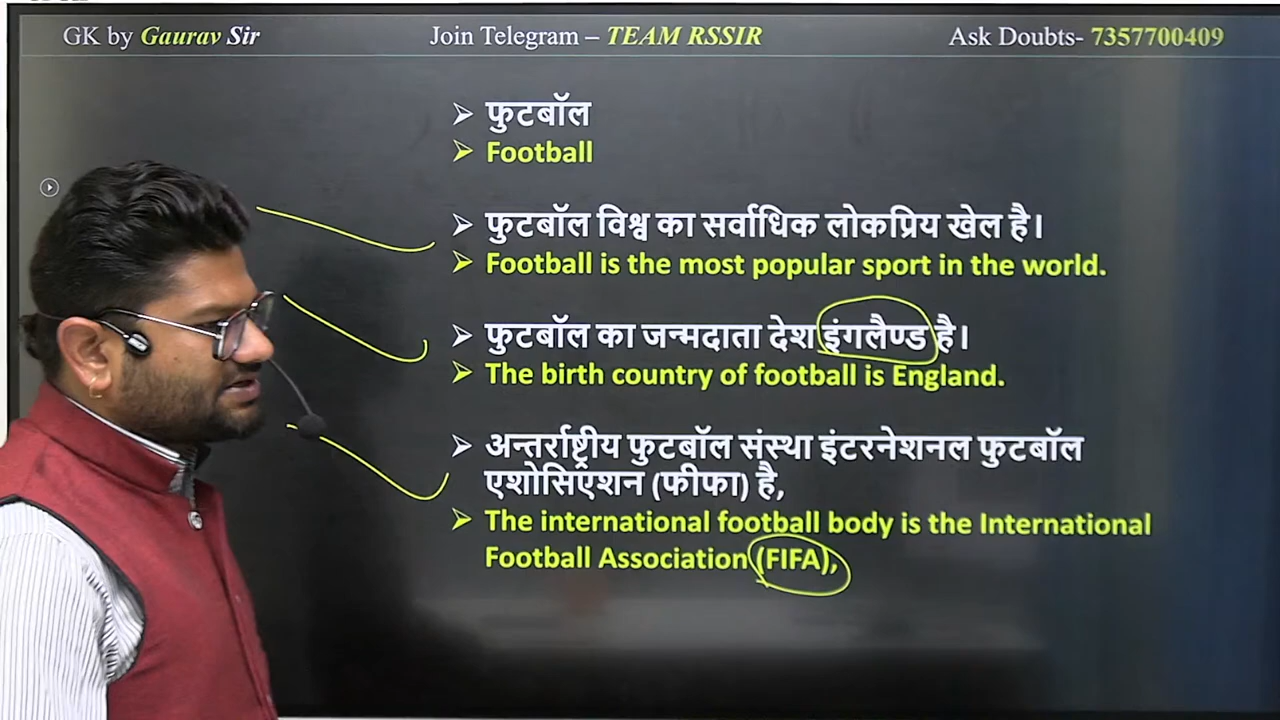 GK by Gaurav Sir
Join Telegram – TEAM RSSIR
Ask Doubts- 7357700409
➢ फुटबॉल
➢ Football
➢ फुटबॉल विश्व का सर्वाधिक लोकप्रिय खेल है।
➢ Football is the most popular sport in the world.
➢ फुटबॉल का जन्मदाता देश इंगलैण्ड है।
➢ The birth country of football is England.
➢ अन्तर्राष्ट्रीय फुटबॉल संस्था इंटरनेशनल फुटबॉल
एशोसिएशन (फीफा) है,
➢ The international football body is the International
Football Association (FIFA),